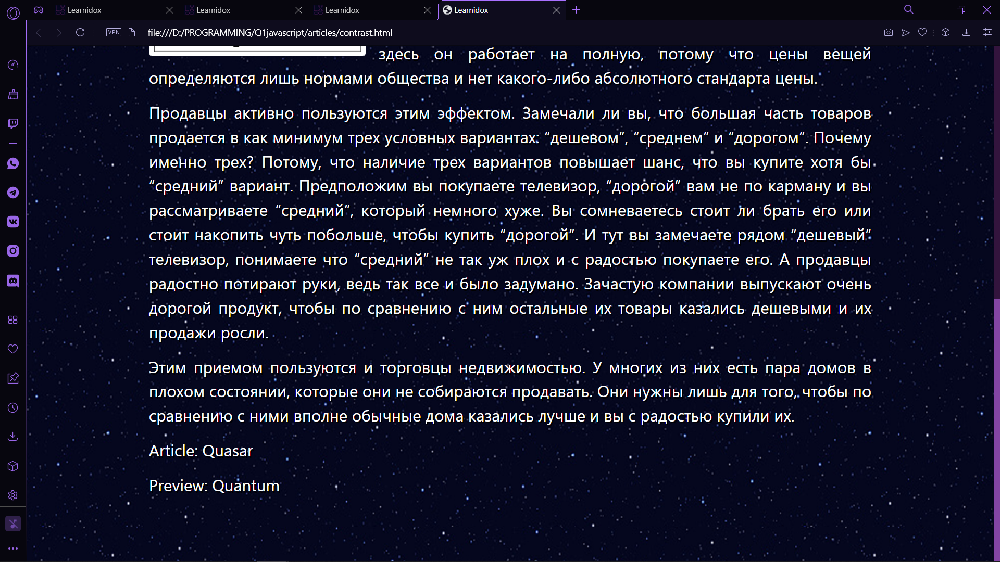 Learnidox
Learnidox
Learnidox
Learnidox
VPN
file:///D:/PROGRAMMING/Q1javascript/articles/contrast.html
здесь он работает на полную, потому что цены вещей
определяются лишь нормами общества и нет какого-либо абсолютного стандарта цены.
Продавцы активно пользуются этим эффектом. Замечали ли вы, что большая часть товаров
продается в как минимум трех условных вариантах: “дешевом”, “среднем” и “дорогом”. Почему
именно трех? Потому, что наличие трех вариантов повышает шанс, что вы купите хотя бы
“средний” вариант. Предположим вы покупаете телевизор, “дорогой” вам не по карману и вы
рассматриваете “средний”, который немного хуже. Вы сомневаетесь стоит ли брать его или
стоит накопить чуть побольше, чтобы купить “дорогой”. И тут вы замечаете рядом “дешевый”
телевизор, понимаете что “средний” не так уж плох и с радостью покупаете его. А продавцы
радостно потирают руки, ведь так все и было задумано. Зачастую компании выпускают очень
дорогой продукт, чтобы по сравнению с ним остальные их товары казались дешевыми и их
продажи росли.
Этим приемом пользуются и торговцы недвижимостью. У многих из них есть пара домов в
плохом состоянии, которые они не собираются продавать. Они нужны лишь для того, чтобы по
сравнению с ними вполне обычные дома казались лучше и вы с радостью купили их.
Article: Quasar
Preview: Quantum